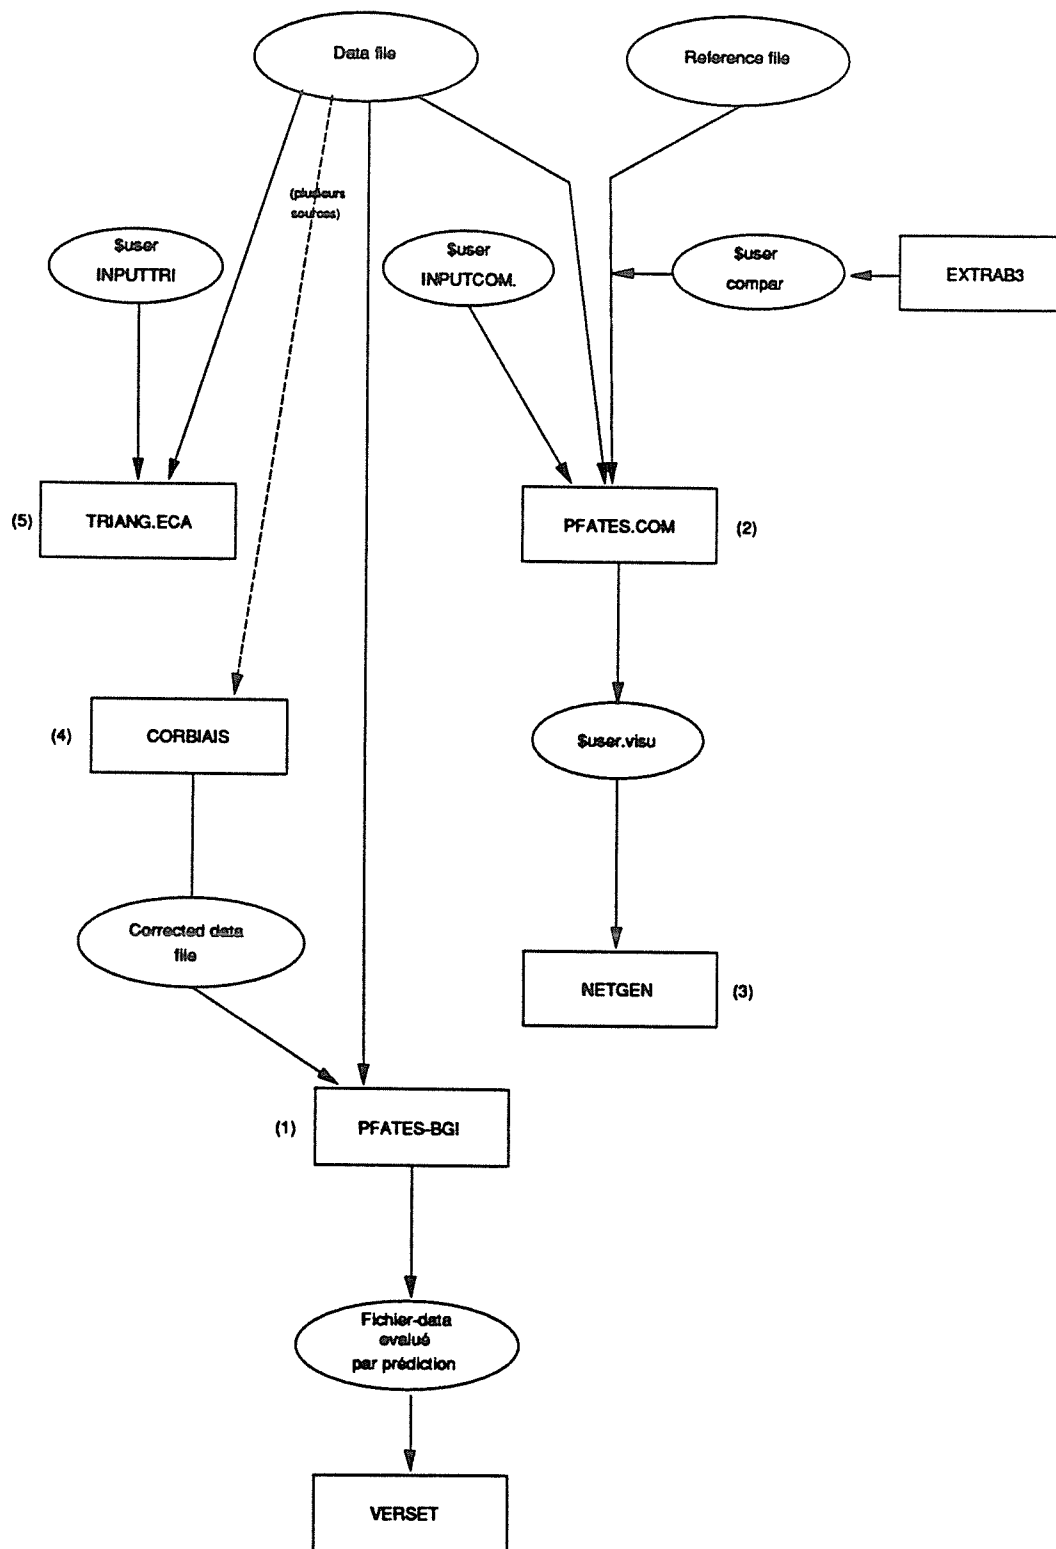 Data file
Reference file
(plusieurs
sources)
$user
INPUTTRI
$user
INPUTCOM.
$user
compar
EXTRAB3
(5)
TRIANG.ECA
PFATES.COM
(2)
(4)
CORBIAIS
$user.visu
Corrected data
file
NETGEN
(3)
(1)
PFATES-BGI
Fichier-data
evalué
par prédiction
VERSET